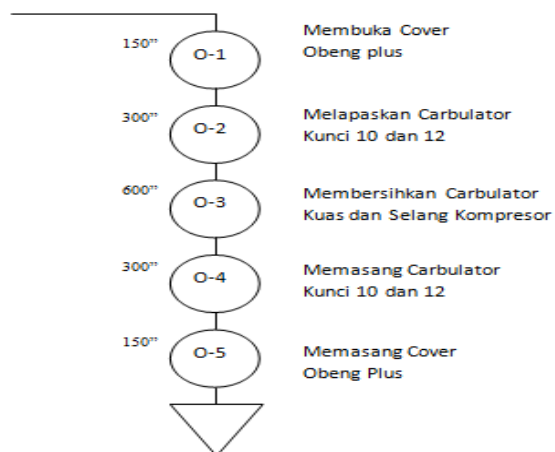 150”
O-1
Membuka Cover
Obeng plus
300”
O-2
Melapaskan Carbulator
Kunci 10 dan 12
600”
O-3
Membersihkan Carbulator
Kuas dan Selang Kompresor
300”
O-4
Memasang Carbulator
Kunci 10 dan 12
150”
O-5
Memasang Cover
Obeng Plus